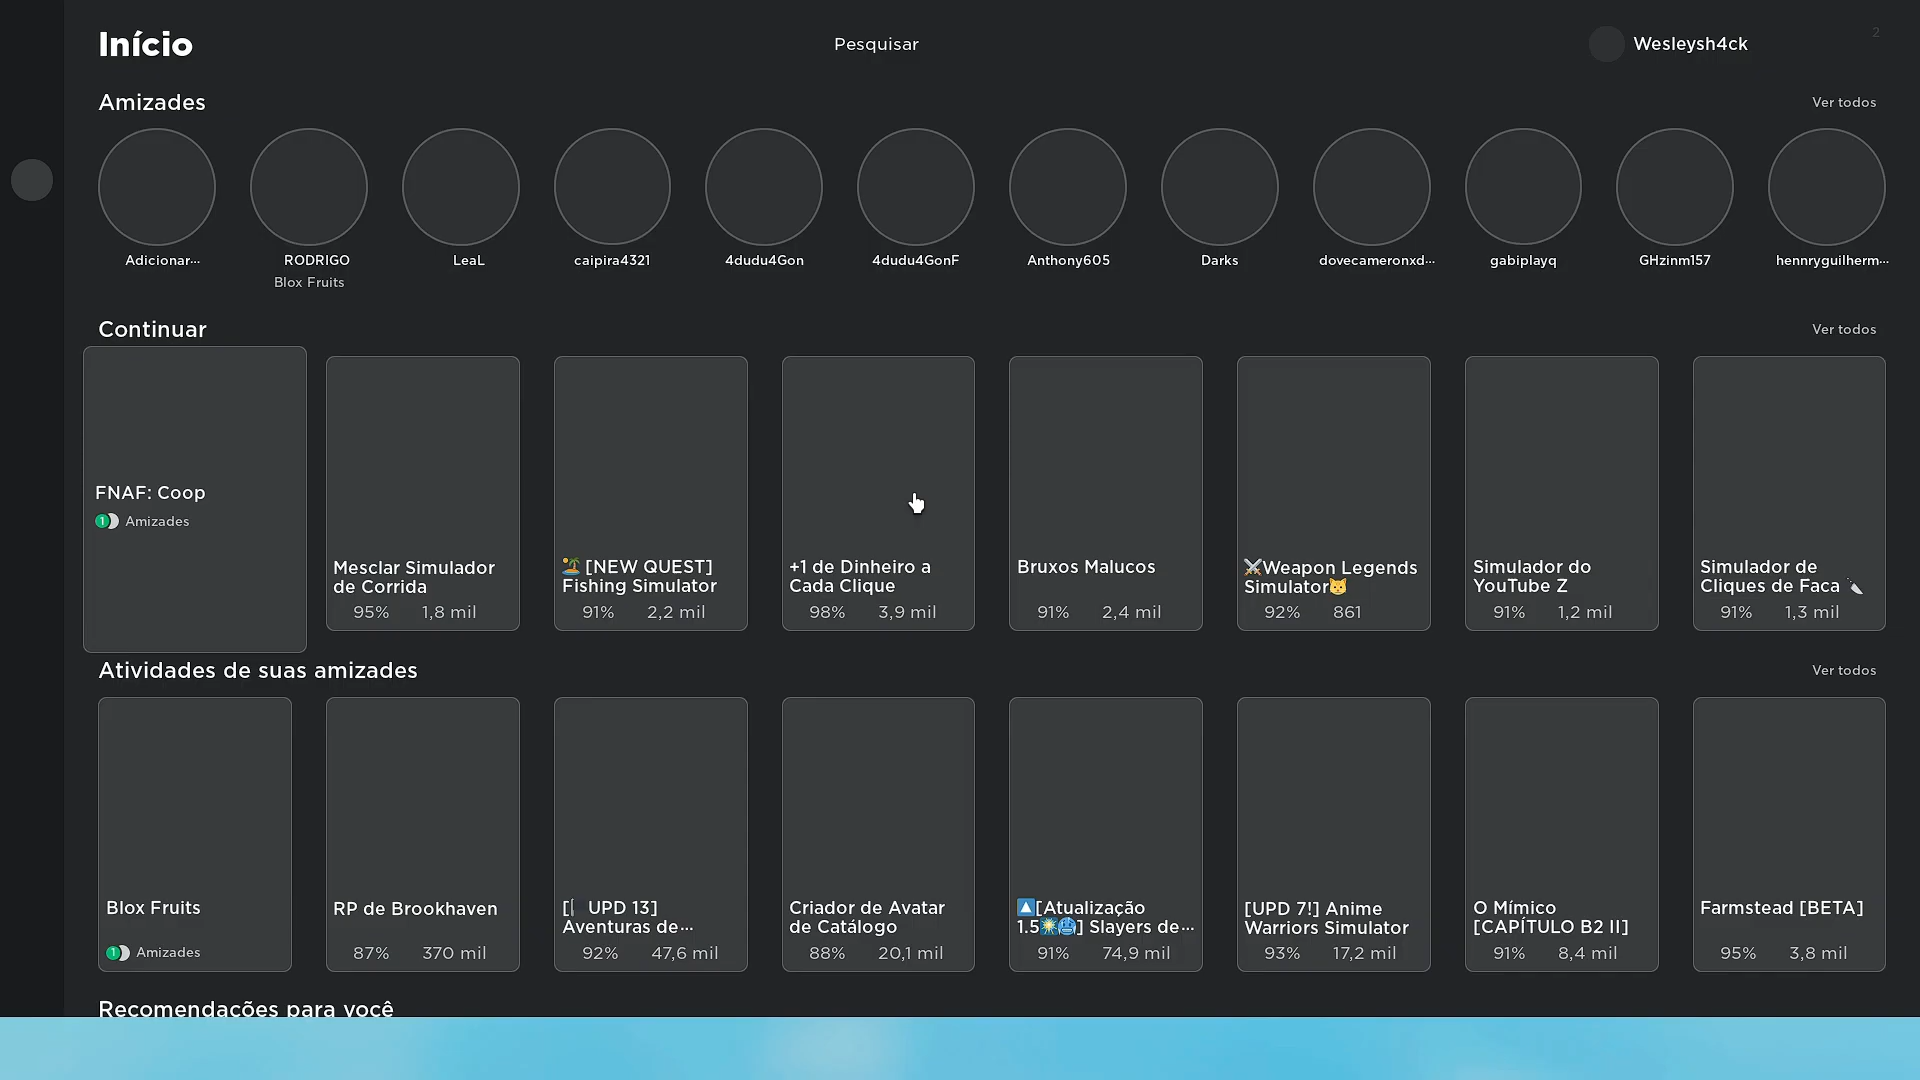 Início
Pesquisar
Wesleysh4ck
2
Amizades
Ver todos
Adicionar...
RODRIGO
LeaL
caipira4321
4dudu4Gon
4dudu4GonF
Anthony605
Darks
dovecameronxd...
gabiplayq
GHzinm157
hennryguilherm...
Blox Fruits
Continuar
Ver todos
FNAF: Coop
1 Amizades
Mesclar Simulador
de Corrida
95% 1,8 mil
🏝️[NEW QUEST]
Fishing Simulator
91% 2,2 mil
+1 de Dinheiro a
Cada Clique
98% 3,9 mil
Bruxos Malucos
91% 2,4 mil
⚔️Weapon Legends
Simulator😼
92% 861
Simulador do
YouTube Z
91% 1,2 mil
Simulador de
Cliques de Faca 🔪
91% 1,3 mil
Atividades de suas amizades
Ver todos
Blox Fruits
1 Amizades
RP de Brookhaven
87% 370 mil
[🏴UPD 13]
Aventuras de...
92% 47,6 mil
Criador de Avatar
de Catálogo
88% 20,1 mil
🔼[Atualização
1.5☀️🥶] Slayers de...
91% 74,9 mil
[UPD 7!] Anime
Warriors Simulator
93% 17,2 mil
O Mímico
[CAPÍTULO B2 II]
91% 8,4 mil
Farmstead [BETA]
95% 3,8 mil
Recomendações para você